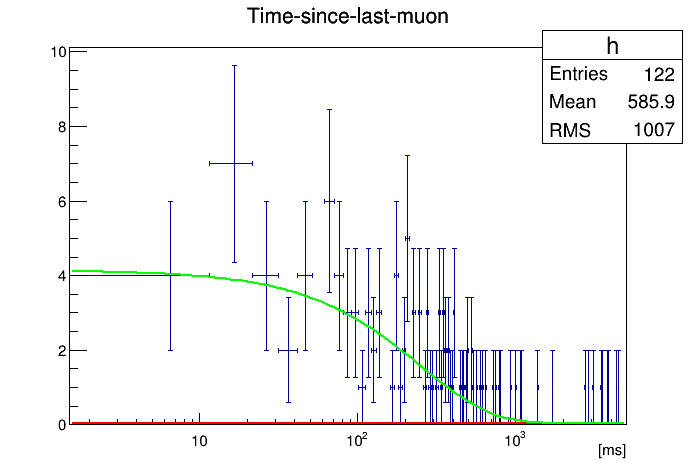 Time-since-last-muon
h
Entries 122
Mean 585.9
RMS 1007
10
8
6
4
2
0
10 10² 10³
[ms]